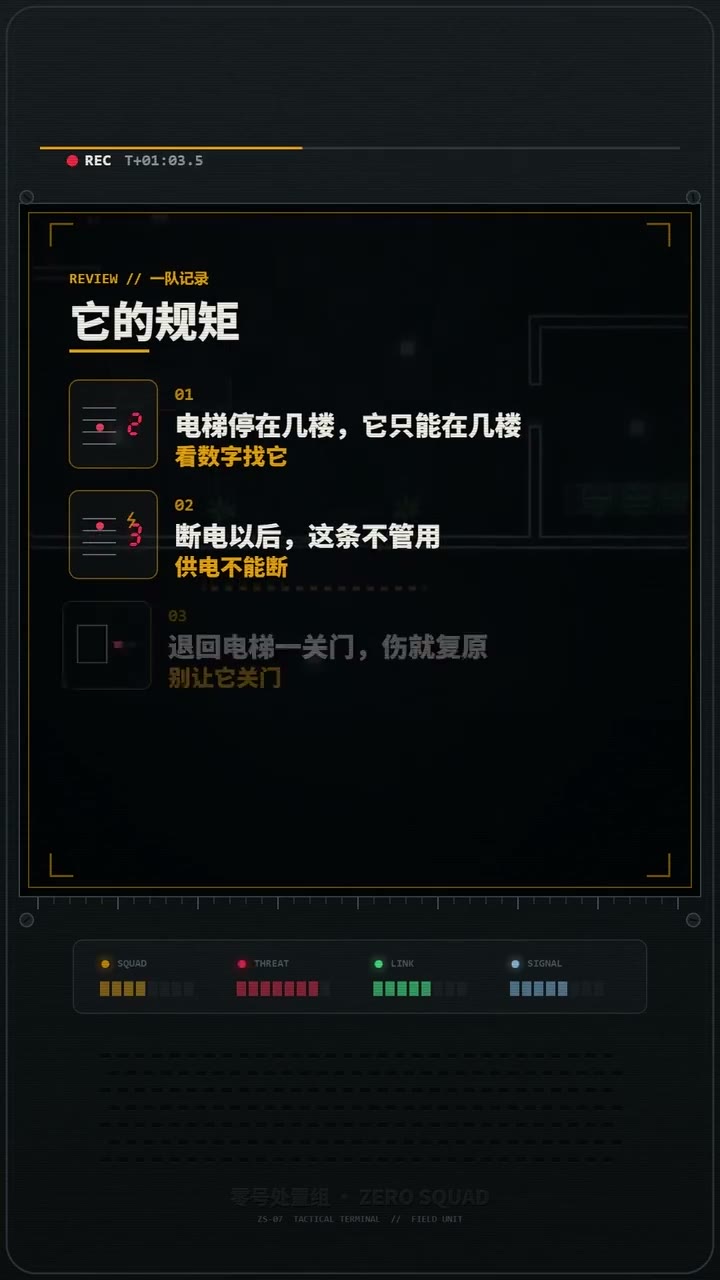 REC T+01:03.5
REVIEW // 一队记录
它的规矩
01
电梯停在几楼，它只能在几楼
看数字找它
2
02
断电以后，这条不管用
供电不能断
3
03
退回电梯一关门，伤就复原
别让它关门
SQUAD THREAT LINK SIGNAL
零号处置组 · ZERO SQUAD
ZS-07 TACTICAL TERMINAL // FIELD UNIT